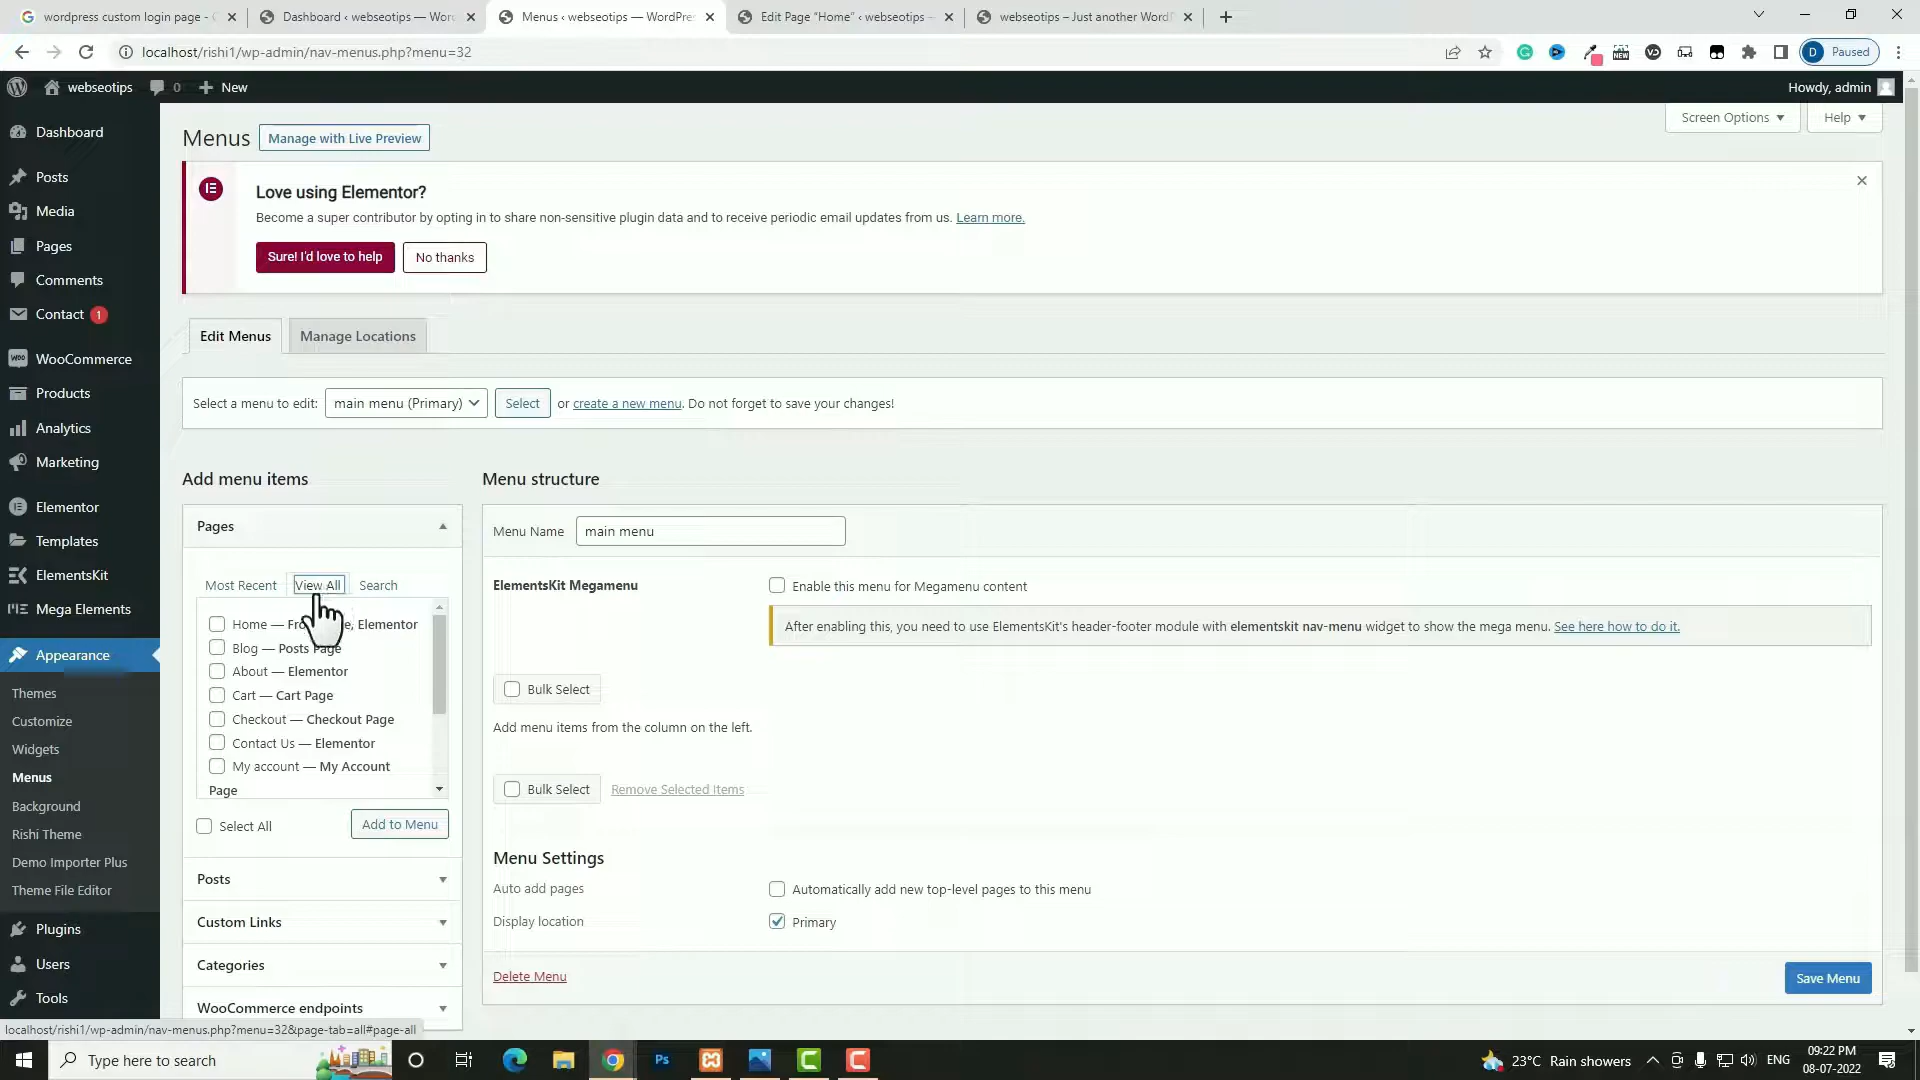 wordpress custom login page -
Dashboard ‹ webseotips — Wor
Menus ‹ webseotips — WordPres
Edit Page "Home" ‹ webseotips –
webseotips – Just another Word
localhost/rishi1/wp-admin/nav-menus.php?menu=32
D Paused
webseotips 0 New
Howdy, admin
Screen Options
Help
Dashboard
Posts
Media
Pages
Comments
Contact 1
WooCommerce
Products
Analytics
Marketing
Elementor
Templates
ElementsKit
Mega Elements
Appearance
Themes
Customize
Widgets
Menus
Background
Rishi Theme
Demo Importer Plus
Theme File Editor
Plugins
Users
Tools
Menus Manage with Live Preview
Love using Elementor?
Become a super contributor by opting in to share non-sensitive plugin data and to receive periodic email updates from us. Learn more.
Sure! I'd love to help No thanks
Edit Menus Manage Locations
Select a menu to edit: main menu (Primary) Select or create a new menu. Do not forget to save your changes!
Add menu items
Pages
Most Recent View All Search
Home — Elementor
Blog — Posts Page
About — Elementor
Cart — Cart Page
Checkout — Checkout Page
Contact Us — Elementor
My account — My Account
Page
Select All Add to Menu
Posts
Custom Links
Categories
WooCommerce endpoints
Menu structure
Menu Name main menu
ElementsKit Megamenu Enable this menu for Megamenu content
After enabling this, you need to use ElementsKit's header-footer module with elementskit nav-menu widget to show the mega menu. See here how to do it.
Bulk Select
Add menu items from the column on the left.
Bulk Select Remove Selected Items
Menu Settings
Auto add pages Automatically add new top-level pages to this menu
Display location Primary
Delete Menu Save Menu
localhost/rishi1/wp-admin/nav-menus.php?menu=32&page-tab=all#page-all
Type here to search
Ps
23°C Rain showers
ENG
09:22 PM
08-07-2022